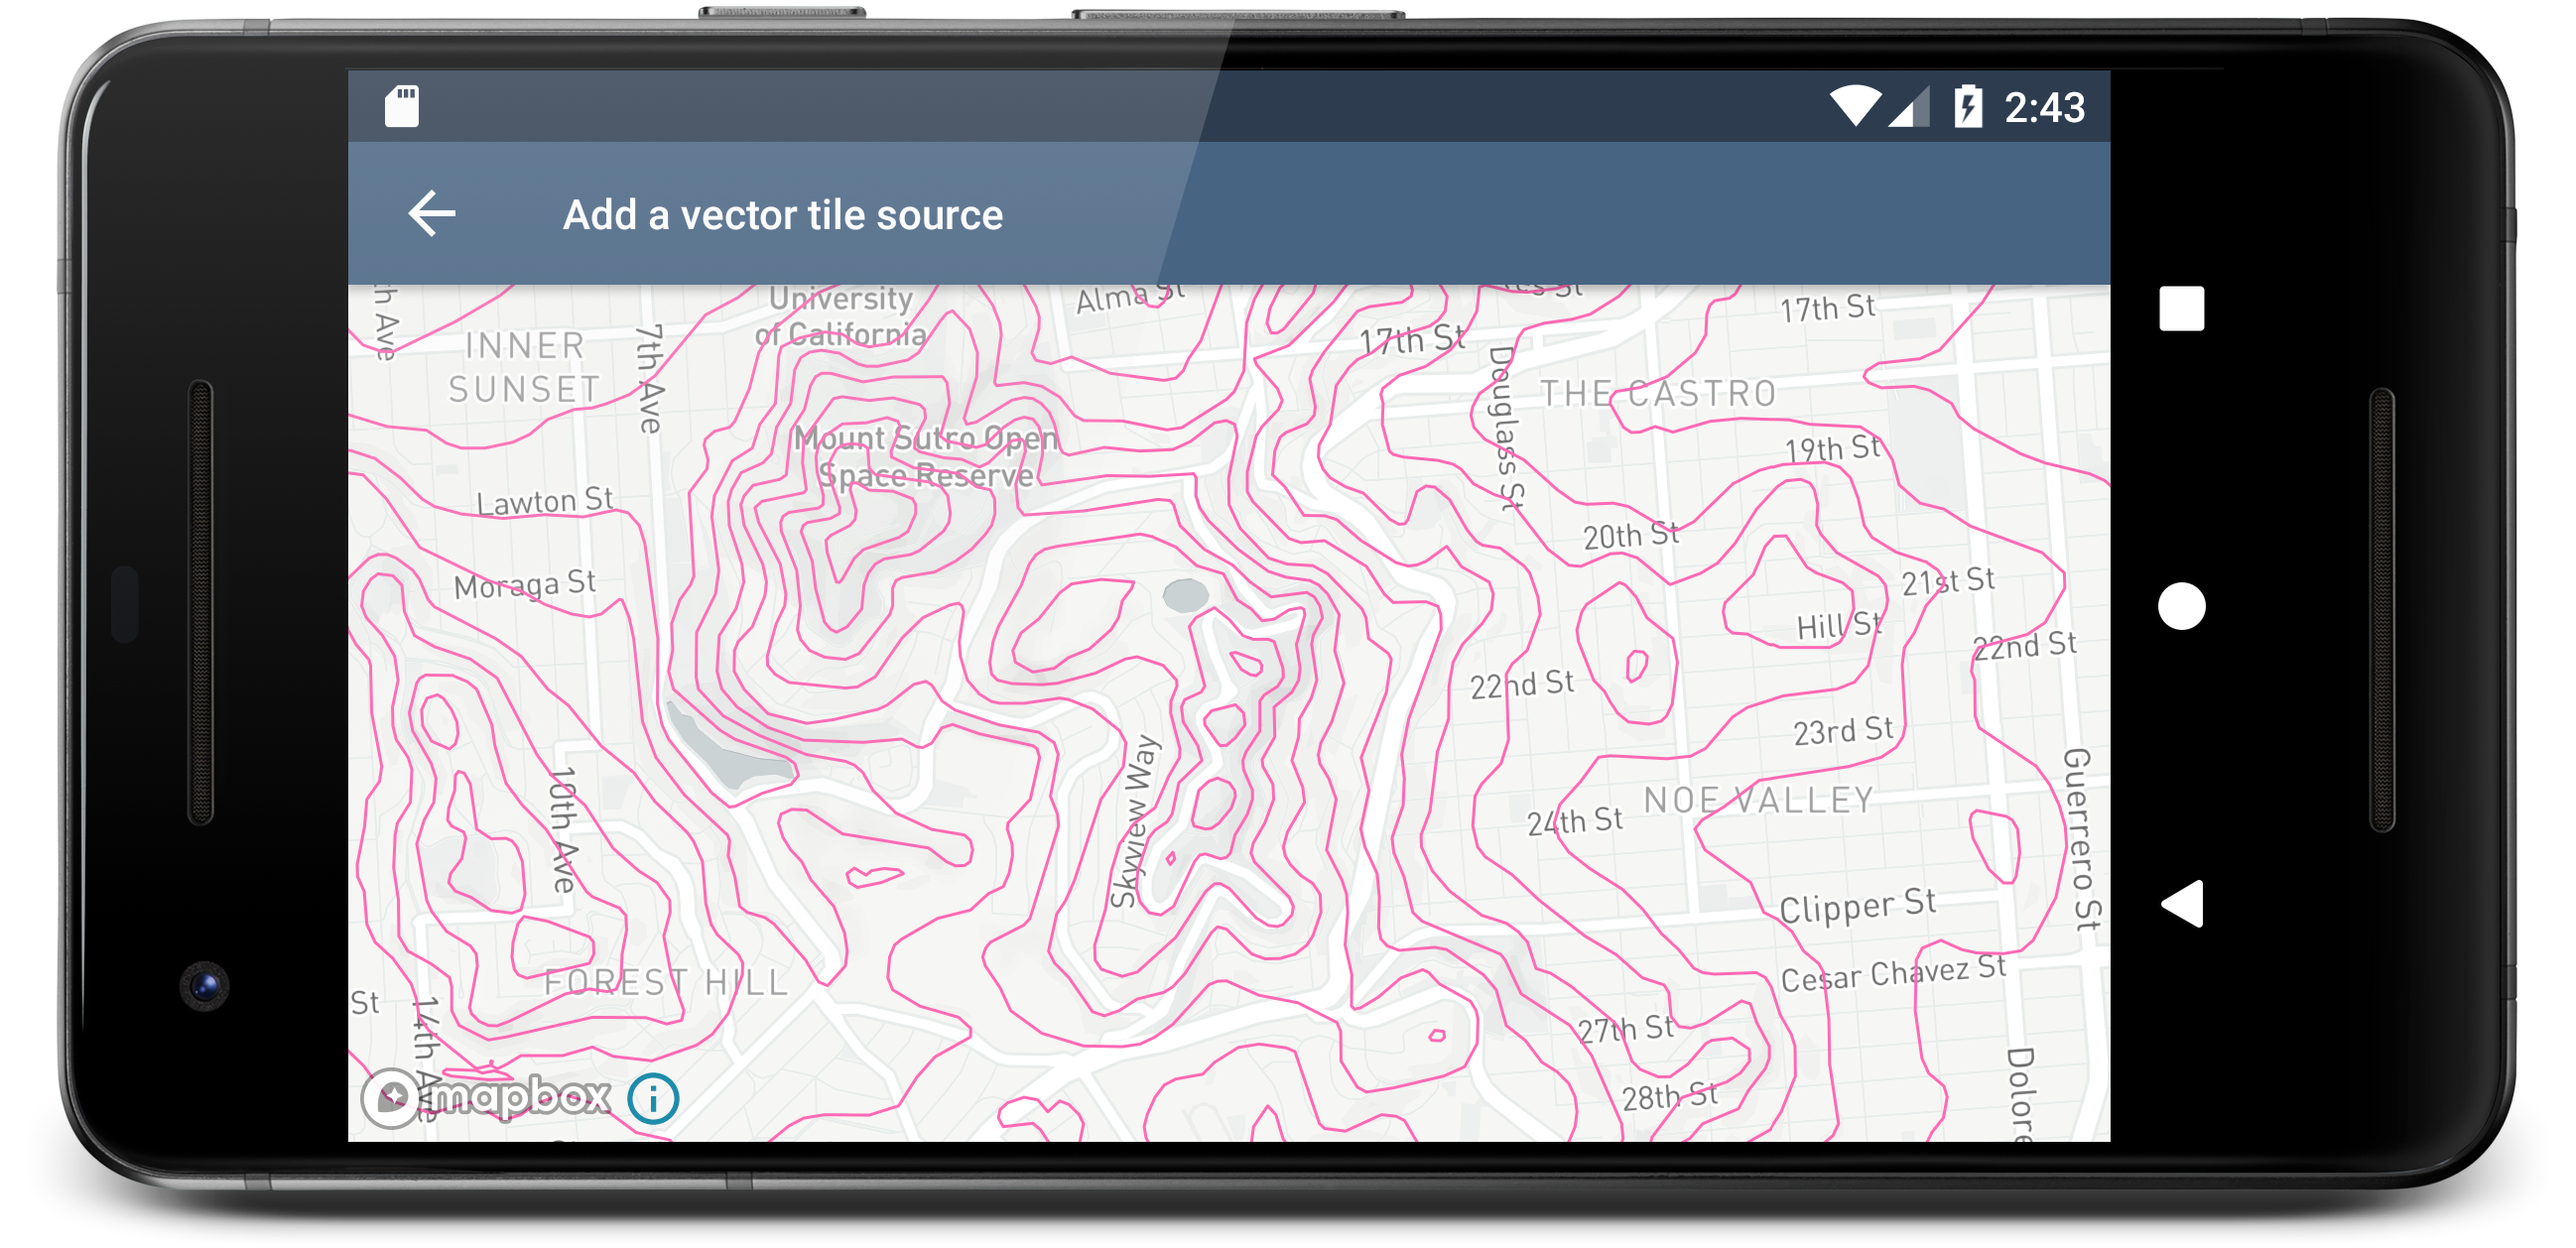 2:43
Add a vector tile source
University
of California
Alma St
17th St
INNER
SUNSET
7th Ave
17th St
Douglass St
THE CASTRO
Mount Sutro Open
Space Reserve
19th St
Lawton St
20th St
Moraga St
21st St
Hill St
22nd St
22nd St
23rd St
10th Ave
Skyview Way
24th St
NOE VALLEY
Guerrero St
Clipper St
Cesar Chavez St
FOREST HILL
St
14th Ave
27th St
28th St
Dolore
mapbox
i